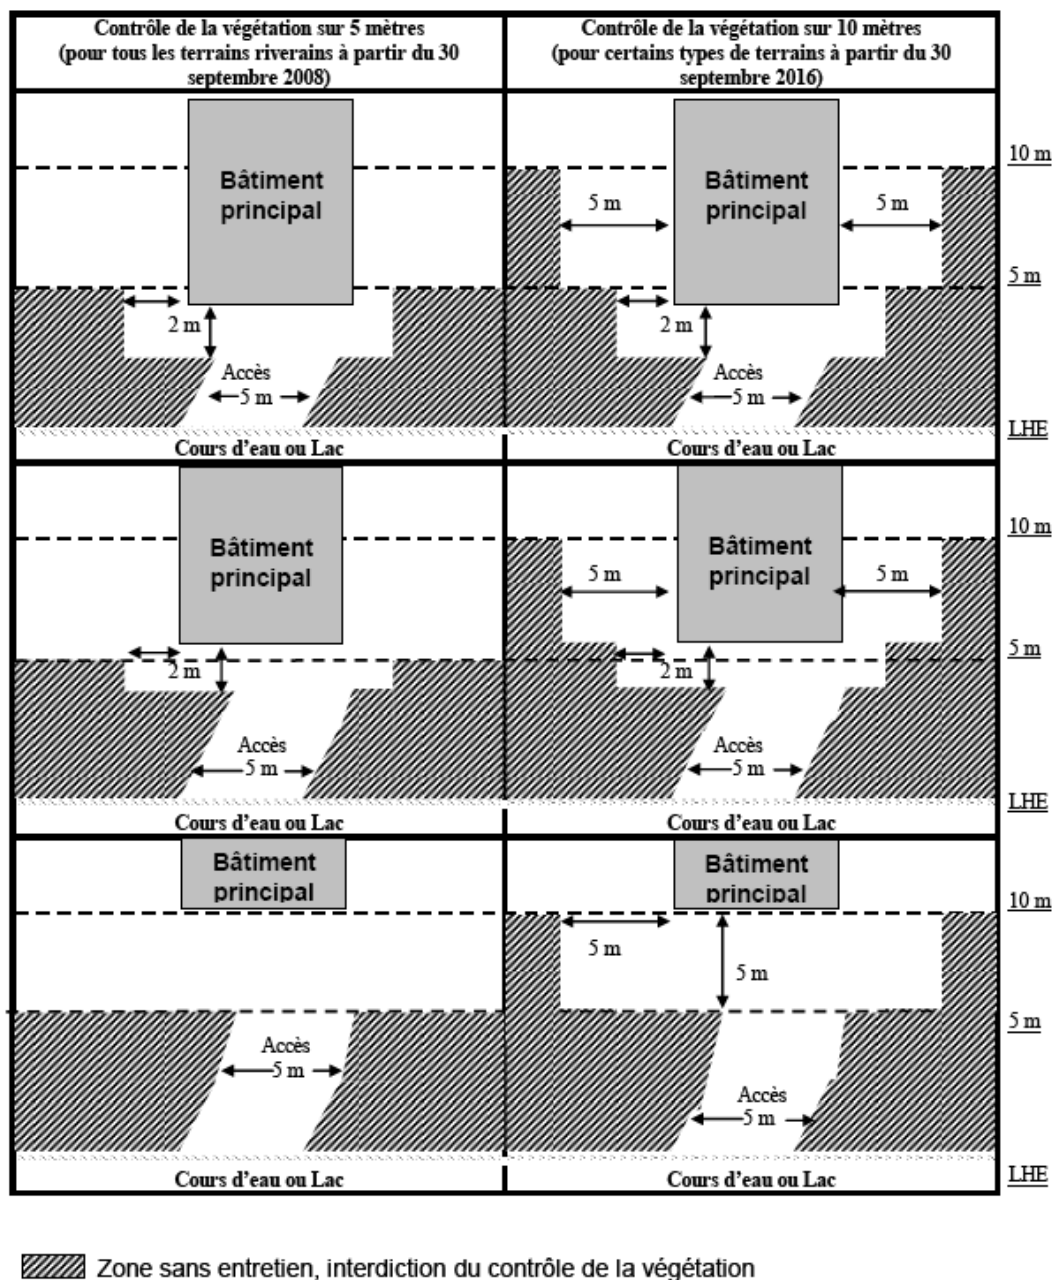 Contrôle de la végétation sur 5 mètres
(pour tous les terrains riverains à partir du 30
septembre 2008)
Contrôle de la végétation sur 10 mètres
(pour certains types de terrains à partir du 30
septembre 2016)
Bâtiment
principal
2 m
Accès
5 m
Cours d'eau ou Lac
Bâtiment
principal
5 m
5 m
2 m
Accès
5 m
Cours d'eau ou Lac
10 m
5 m
LHE
Bâtiment
principal
2 m
Accès
5 m
Cours d'eau ou Lac
Bâtiment
principal
5 m
5 m
2 m
Accès
5 m
Cours d'eau ou Lac
10 m
5 m
LHE
Bâtiment
principal
Accès
5 m
Cours d'eau ou Lac
Bâtiment
principal
5 m
5 m
Accès
5 m
Cours d'eau ou Lac
10 m
5 m
LHE
Zone sans entretien, interdiction du contrôle de la végétation